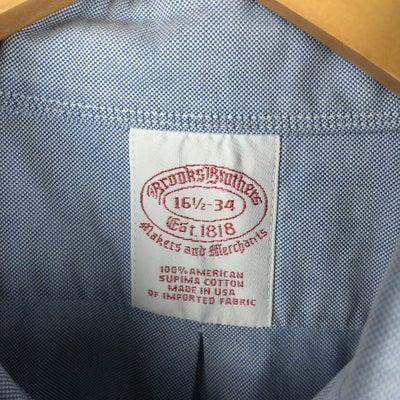 Brooks Brothers
16½-34
Est. 1818
Makers and Merchants
100% AMERICAN
SUPIMA COTTON
MADE IN USA
OF IMPORTED FABRIC